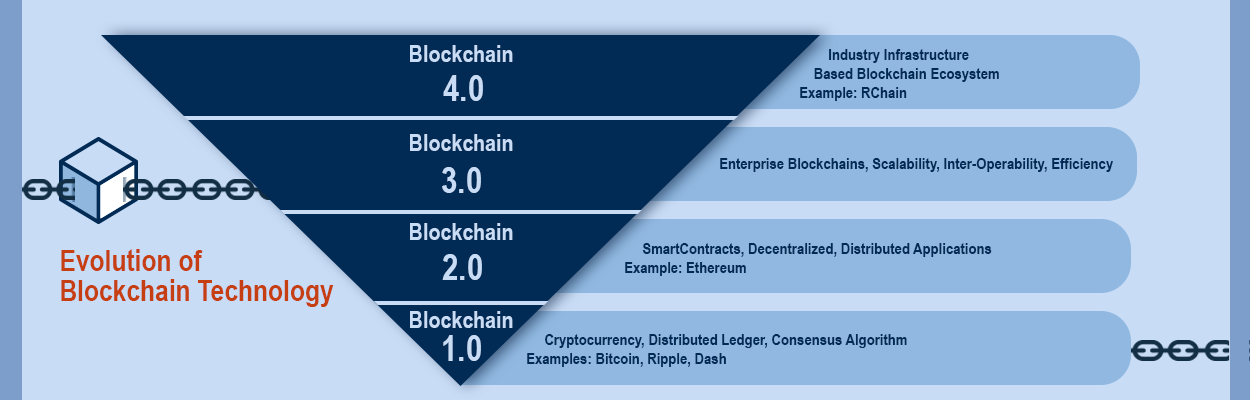 Evolution of
Blockchain Technology
Blockchain
4.0
Industry Infrastructure
Based Blockchain Ecosystem
Example: RChain
Blockchain
3.0
Enterprise Blockchains, Scalability, Inter-Operability, Efficiency
Blockchain
2.0
SmartContracts, Decentralized, Distributed Applications
Example: Ethereum
Blockchain
1.0
Cryptocurrency, Distributed Ledger, Consensus Algorithm
Examples: Bitcoin, Ripple, Dash